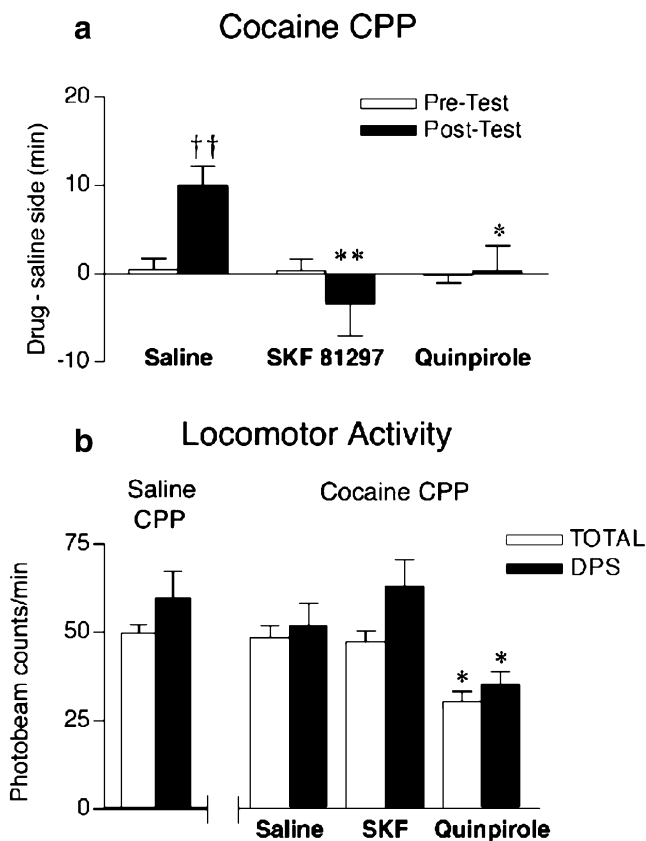 a Cocaine CPP
Drug - saline side (min)
20
10
0
-10
Pre-Test
Post-Test
††
**
*
Saline SKF 81297 Quinpirole
b Locomotor Activity
Saline
CPP
Cocaine CPP
TOTAL
DPS
Photobeam counts/min
75
50
25
0
* *
Saline SKF Quinpirole